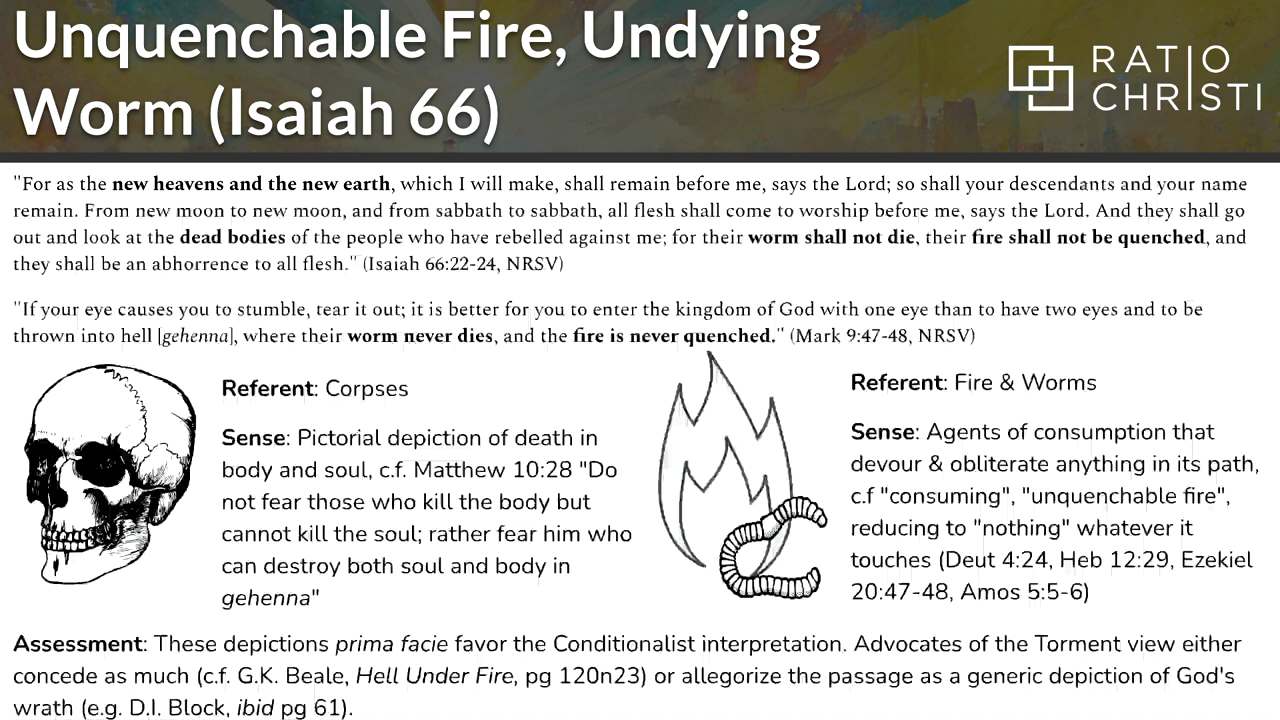 Unquenchable Fire, Undying
Worm (Isaiah 66)
RATIO
CHRISTI
"For as the new heavens and the new earth, which I will make, shall remain before me, says the Lord; so shall your descendants and your name
remain. From new moon to new moon, and from sabbath to sabbath, all flesh shall come to worship before me, says the Lord. And they shall go
out and look at the dead bodies of the people who have rebelled against me; for their worm shall not die, their fire shall not be quenched, and
they shall be an abhorrence to all flesh." (Isaiah 66:22-24, NRSV)
"If your eye causes you to stumble, tear it out; it is better for you to enter the kingdom of God with one eye than to have two eyes and to be
thrown into hell [gehenna], where their worm never dies, and the fire is never quenched." (Mark 9:47-48, NRSV)
Referent: Corpses
Sense: Pictorial depiction of death in
body and soul, c.f. Matthew 10:28 "Do
not fear those who kill the body but
cannot kill the soul; rather fear him who
can destroy both soul and body in
gehenna"
Referent: Fire & Worms
Sense: Agents of consumption that
devour & obliterate anything in its path,
c.f "consuming", "unquenchable fire",
reducing to "nothing" whatever it
touches (Deut 4:24, Heb 12:29, Ezekiel
20:47-48, Amos 5:5-6)
Assessment: These depictions prima facie favor the Conditionalist interpretation. Advocates of the Torment view either
concede as much (c.f. G.K. Beale, Hell Under Fire, pg 120n23) or allegorize the passage as a generic depiction of God's
wrath (e.g. D.I. Block, ibid pg 61).